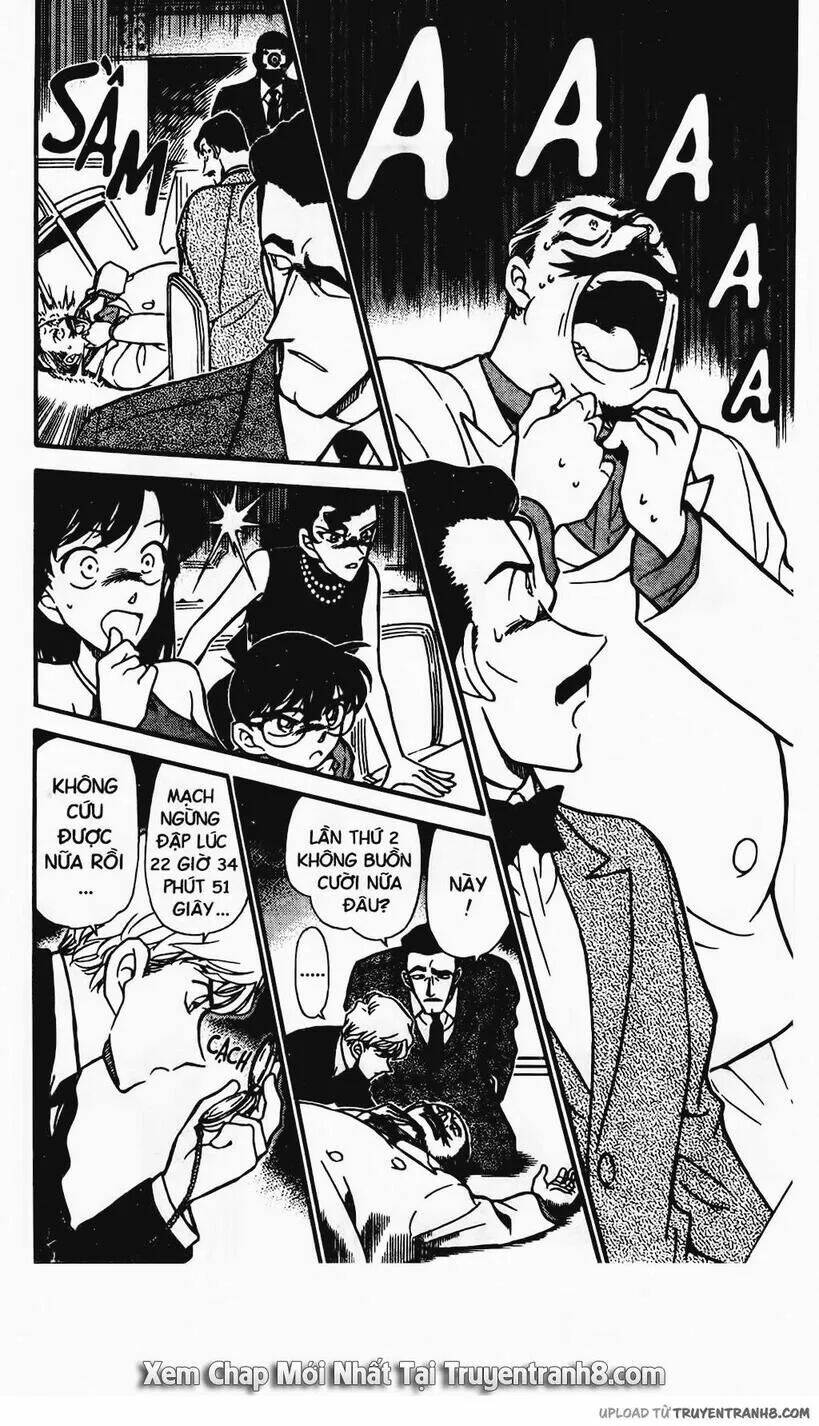 A
A
A
A
A
SẦM
NÀY
!
LẦN THỨ 2
KHÔNG BUỒN
CƯỜI NỮA
ĐÂU?
......
MẠCH
NGỪNG
ĐẬP LÚC
22 GIỜ 34
PHÚT 51
GIÂY...
KHÔNG
CỨU
ĐƯỢC
NỮA RỒI
...
CẠCH
Xem Chap Mới Nhất Tại Truyentranh8.com
UPLOAD TỪ TRUYENTRANH8.COM